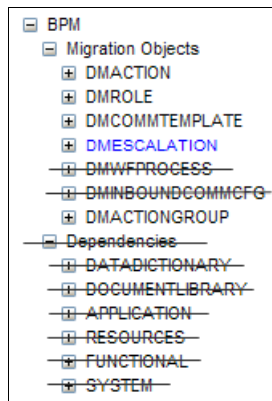 BPM
Migration Objects
DMACTION
DMROLE
DMCOMMTEMPLATE
DMESCALATION
DMWFPROCESS
DMINBOUNDCOMMCFG
DMACTIONGROUP
Dependencies
DATADICTIONARY
DOCUMENTLIBRARY
APPLICATION
RESOURCES
FUNCTIONAL
SYSTEM